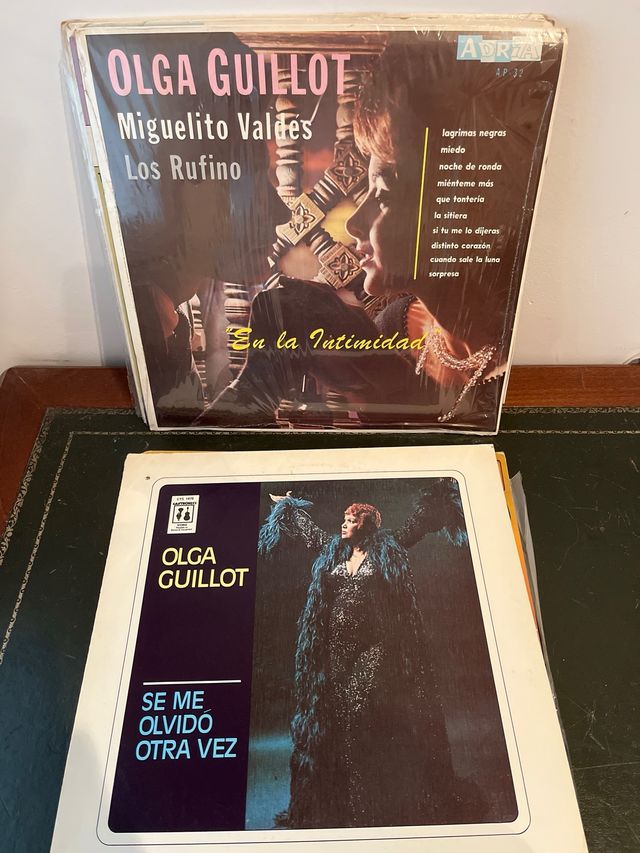 OLGA GUILLOT
ADRIA
A.P. 32
Miguelito Valdés
Los Rufino
lagrimas negras
miedo
noche de ronda
miénteme más
que tontería
la sitiera
si tu me lo dijeras
distinto corazón
cuando sale la luna
sorpresa
"En la Intimidad"
OLGA
GUILLOT
SE ME
OLVIDÓ
OTRA VEZ